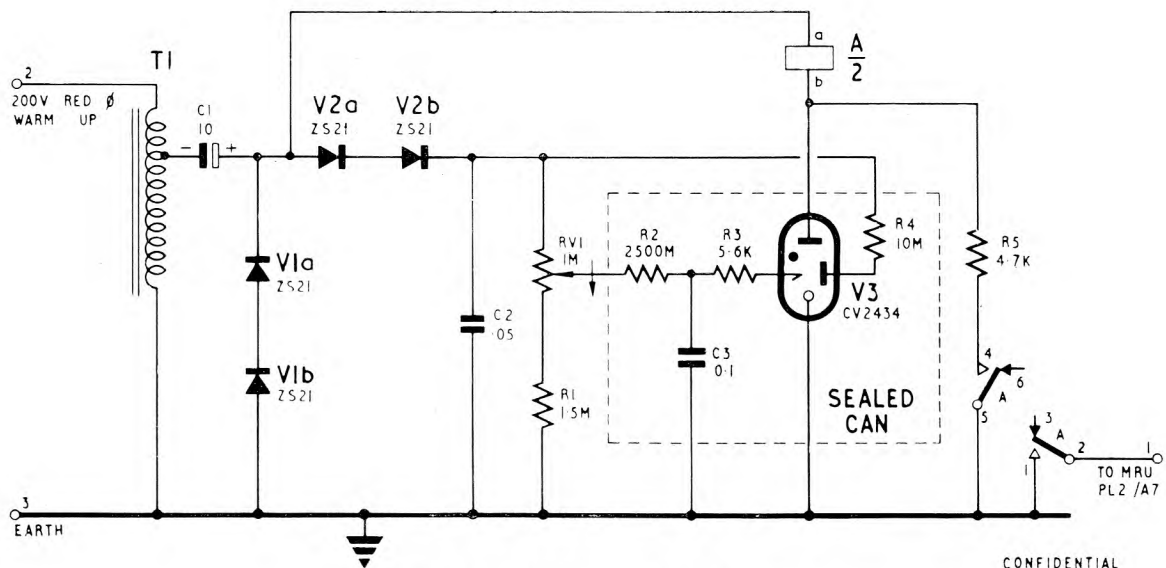 T1
2
200V RED Ø
WARM UP
C1
10
-
+
V2a
ZS21
V2b
ZS21
a
A
2
b
V1a
ZS21
V1b
ZS21
C2
·05
RV1
1M
R1
1·5M
R2
2500M
R3
5·6K
C3
0·1
V3
CV2434
R4
10M
SEALED
CAN
R5
4·7K
4
6
A
5
3
A
1
2
1
TO MRU
PL2/A7
3
EARTH
CONFIDENTIAL